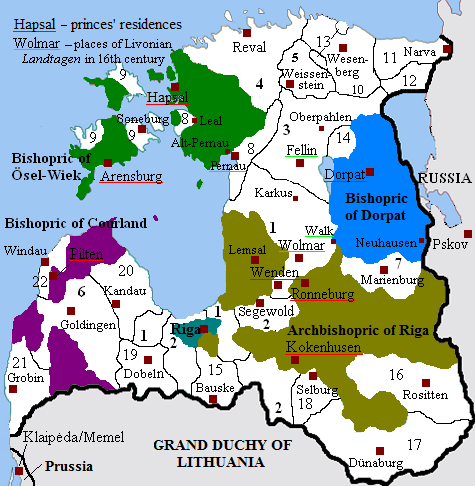 Hapsal – princes' residences
Wolmar – places of Livonian
Landtagen in 16th century
Reval
13
Wesen-
berg
Narva
11
12
5
Weissen-
stein
10
4
9
Hapsal
8
Leal
Soneburg
9
9
Alt-Pernau
8
Pernau
Oberpahlen
3
14
Fellin
Bishopric of
Ösel-Wiek
Arensburg
Dorpat
RUSSIA
Karkus
Bishopric
of Dorpat
Bishopric of Courland
1
Walk
Neuhausen
Pskov
Windau
Pilten
20
Lemsal
Wolmar
7
Marienburg
22
6
Kandau
Wenden
Ronneburg
Goldingen
1
Segewold
2
Riga
1
2
Archbishopric of Riga
Kokenhusen
21
Grobin
19
Dobeln
15
Bauske
Selburg
18
2
16
Rositten
Klaipėda/Memel
Prussia
GRAND DUCHY OF
LITHUANIA
17
Dünaburg